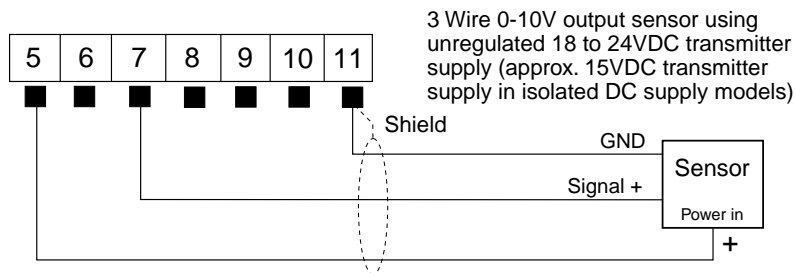 3 Wire 0-10V output sensor using
unregulated 18 to 24VDC transmitter
supply (approx. 15VDC transmitter
supply in isolated DC supply models)
5 6 7 8 9 10 11
Shield
GND
Sensor
Signal +
Power in
+